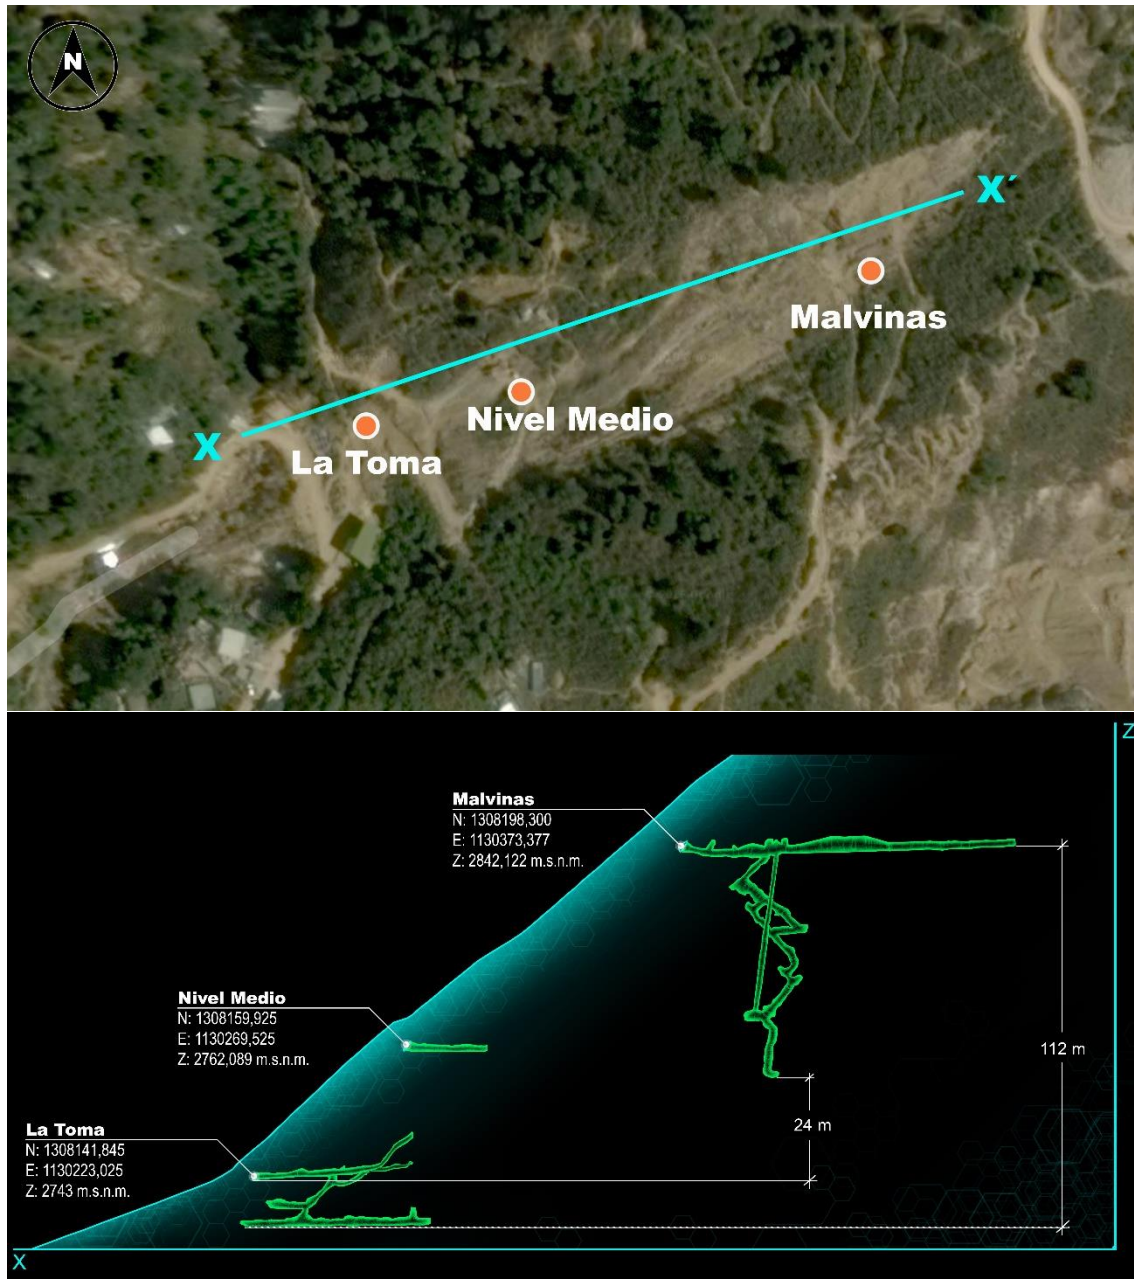 N
X´
Malvinas
Nivel Medio
La Toma
X
Z
Malvinas
N: 1308198,300
E: 1130373,377
Z: 2842,122 m.s.n.m.
Nivel Medio
N: 1308159,925
E: 1130269,525
Z: 2762,089 m.s.n.m.
112 m
24 m
La Toma
N: 1308141,845
E: 1130223,025
Z: 2743 m.s.n.m.
X